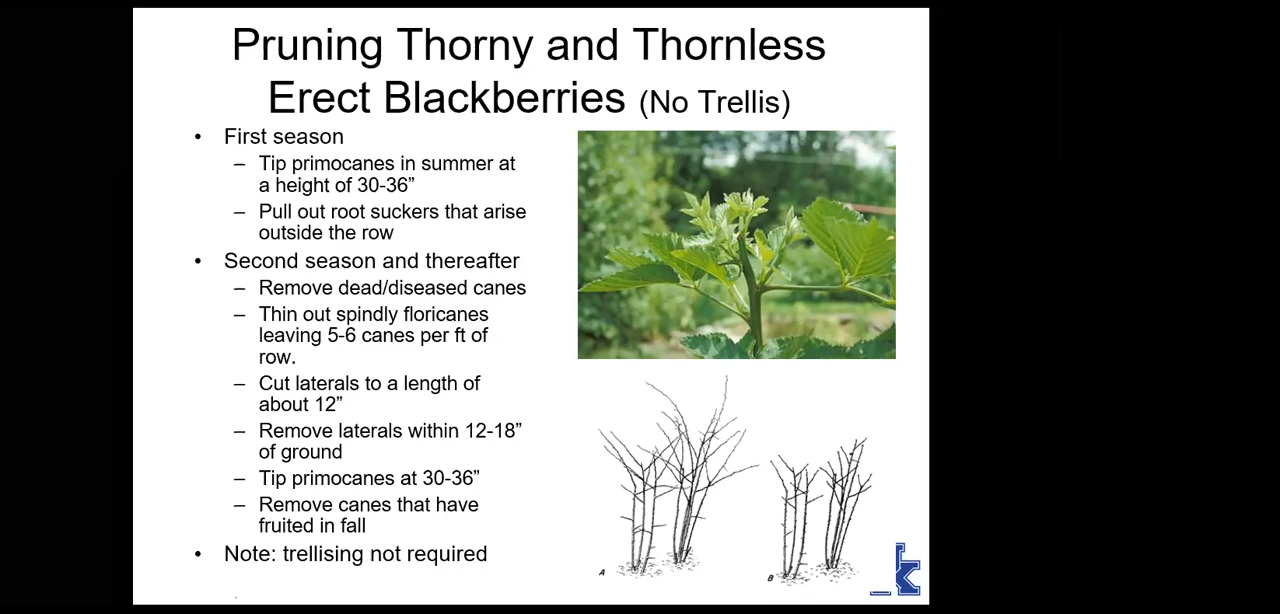 Pruning Thorny and Thornless
Erect Blackberries (No Trellis)
• First season
– Tip primocanes in summer at
a height of 30-36”
– Pull out root suckers that arise
outside the row
• Second season and thereafter
– Remove dead/diseased canes
– Thin out spindly floricanes
leaving 5-6 canes per ft of
row.
– Cut laterals to a length of
about 12”
– Remove laterals within 12-18”
of ground
– Tip primocanes at 30-36”
– Remove canes that have
fruited in fall
• Note: trellising not required
A
B